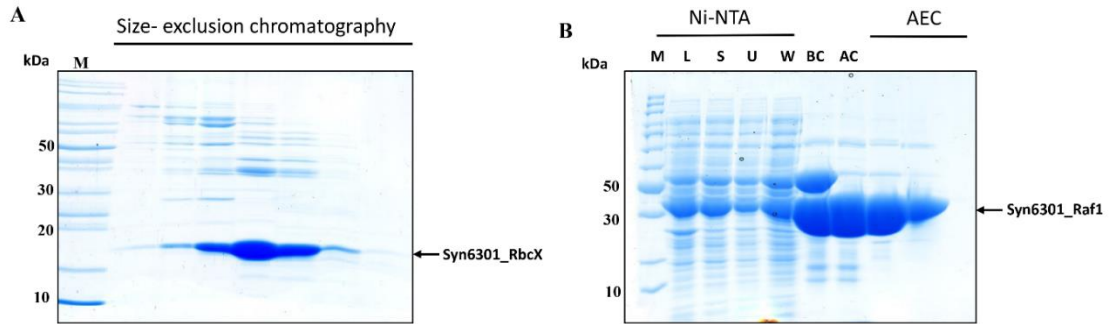 A
Size- exclusion chromatography
kDa
M
50
30
20
10
Syn6301_RbcX
B
Ni-NTA
AEC
kDa
M L S U W BC AC
50
30
10
Syn6301_Raf1